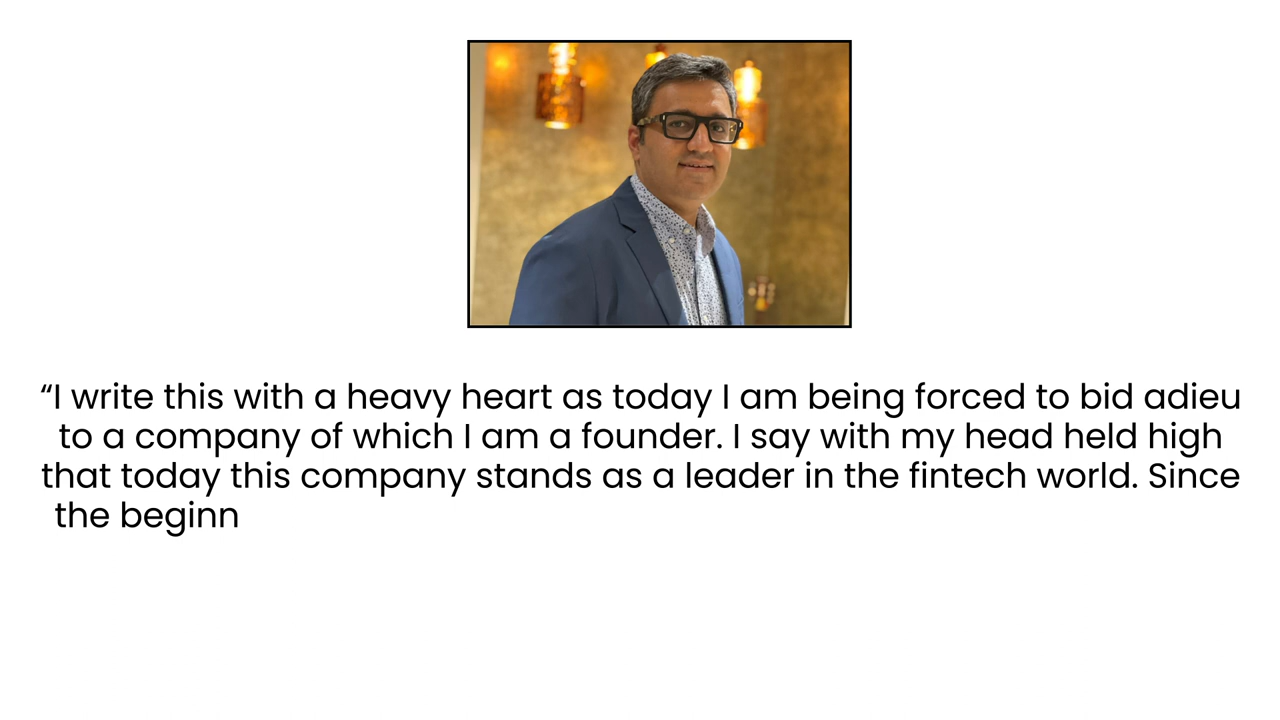 “I write this with a heavy heart as today I am being forced to bid adieu
to a company of which I am a founder. I say with my head held high
that today this company stands as a leader in the fintech world. Since
the beginn